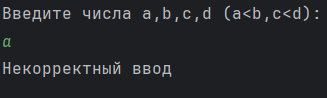 Введите числа a,b,c,d (a<b,c<d):
a
Некорректный ввод